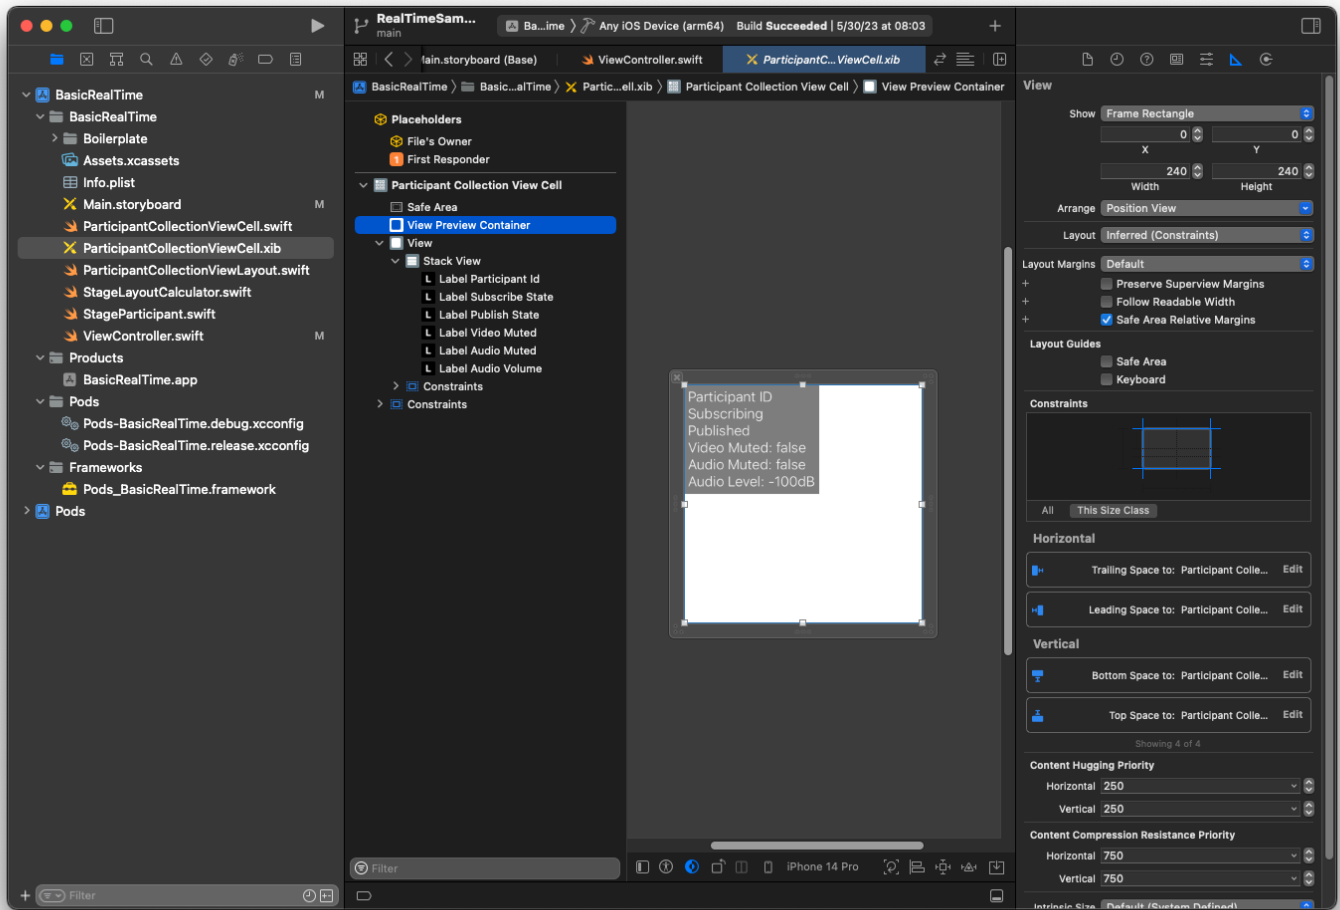 RealTimeSam...
main
Ba...ime
Any iOS Device (arm64)
Build Succeeded | 5/30/23 at 08:03
BasicRealTime
M
BasicRealTime
Boilerplate
Assets.xcassets
Info.plist
Main.storyboard
M
ParticipantCollectionViewCell.swift
ParticipantCollectionViewCell.xib
ParticipantCollectionViewLayout.swift
StageLayoutCalculator.swift
StageParticipant.swift
ViewController.swift
M
Products
BasicRealTime.app
Pods
Pods-BasicRealTime.debug.xcconfig
Pods-BasicRealTime.release.xcconfig
Frameworks
Pods_BasicRealTime.framework
Pods
Filter
Main.storyboard (Base)
ViewController.swift
ParticipantC...ViewCell.xib
BasicRealTime
Basic...alTime
Partic...ell.xib
Participant Collection View Cell
View Preview Container
Placeholders
File's Owner
1 First Responder
Participant Collection View Cell
Safe Area
View Preview Container
View
Stack View
L Label Participant Id
L Label Subscribe State
L Label Publish State
L Label Video Muted
L Label Audio Muted
L Label Audio Volume
Constraints
Constraints
Filter
Participant ID
Subscribing
Published
Video Muted: false
Audio Muted: false
Audio Level: -100dB
iPhone 14 Pro
View
Show Frame Rectangle
0 0
X Y
240 240
Width Height
Arrange Position View
Layout Inferred (Constraints)
Layout Margins Default
Preserve Superview Margins
Follow Readable Width
Safe Area Relative Margins
Layout Guides
Safe Area
Keyboard
Constraints
All This Size Class
Horizontal
Trailing Space to: Participant Colle... Edit
Leading Space to: Participant Colle... Edit
Vertical
Bottom Space to: Participant Colle... Edit
Top Space to: Participant Colle... Edit
Showing 4 of 4
Content Hugging Priority
Horizontal 250
Vertical 250
Content Compression Resistance Priority
Horizontal 750
Vertical 750
Intrinsic Size Default (System Defined)